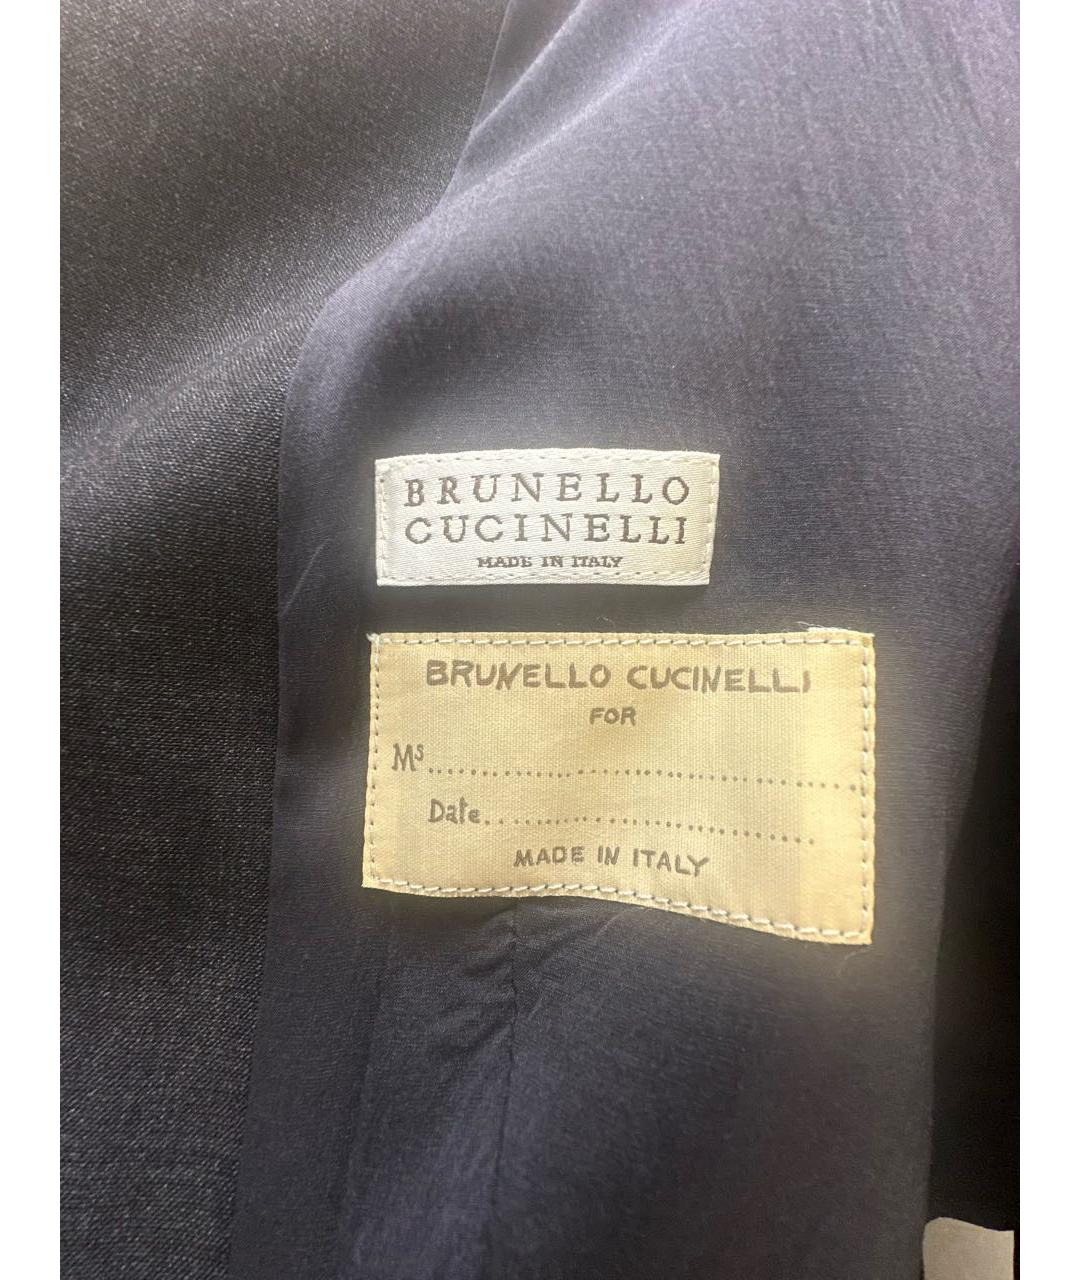 BRUNELLO
CUCINELLI
MADE IN ITALY
BRUNELLO CUCINELLI
FOR
Ms..............................
Date.........................
MADE IN ITALY